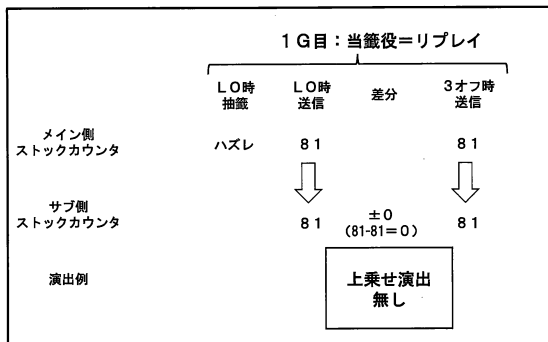 1G目：当籤役＝リプレイ
LO時
抽籤
LO時
送信
差分
3オフ時
送信
メイン側
ストックカウンタ
ハズレ
81
81
サブ側
ストックカウンタ
81
±0
(81-81＝0)
81
演出例
上乗せ演出
無し